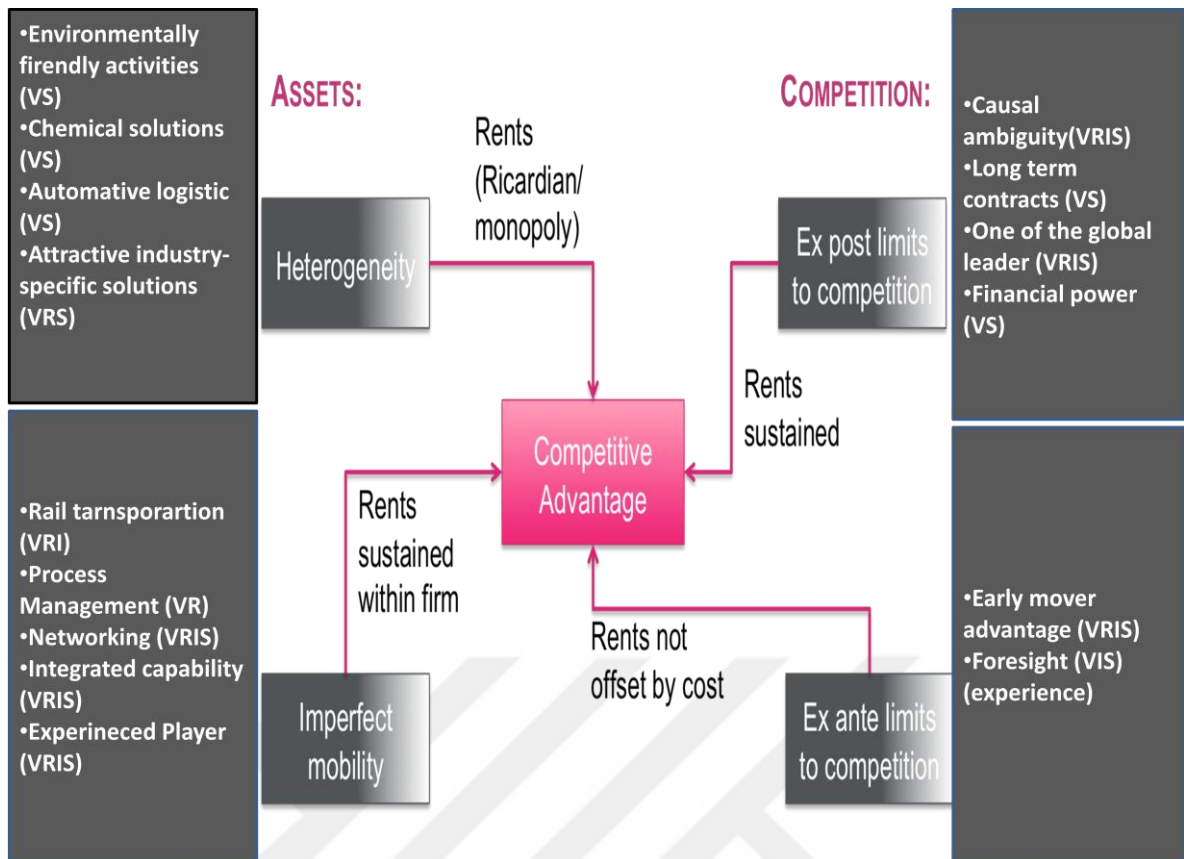 •Environmentally
firendly activities
(VS)
•Chemical solutions
(VS)
•Automative logistic
(VS)
•Attractive industry-
specific solutions
(VRS)
ASSETS:
COMPETITION:
Rents
(Ricardian/
monopoly)
Heterogeneity
Ex post limits
to competition
•Causal
ambiguity(VRIS)
•Long term
contracts (VS)
•One of the global
leader (VRIS)
•Financial power
(VS)
Rents
sustained
Competitive
Advantage
•Rail tarnsporartion
(VRI)
•Process
Management (VR)
•Networking (VRIS)
•Integrated capability
(VRIS)
•Experineced Player
(VRIS)
Rents
sustained
within firm
Rents not
offset by cost
Imperfect
mobility
Ex ante limits
to competition
•Early mover
advantage (VRIS)
•Foresight (VIS)
(experience)